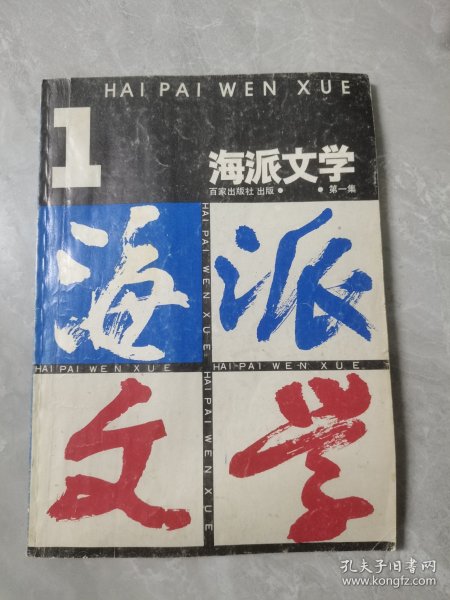 HAI PAI WEN XUE
1
海派文学
百家出版社 出版 • • 第一集
海派
文学
HAI PAI WEN XUE
HAI PAI WEN XUE
HAI PAI WEN XUE
HAI PAI WEN XUE
孔夫子旧书网
www.kongfz.com